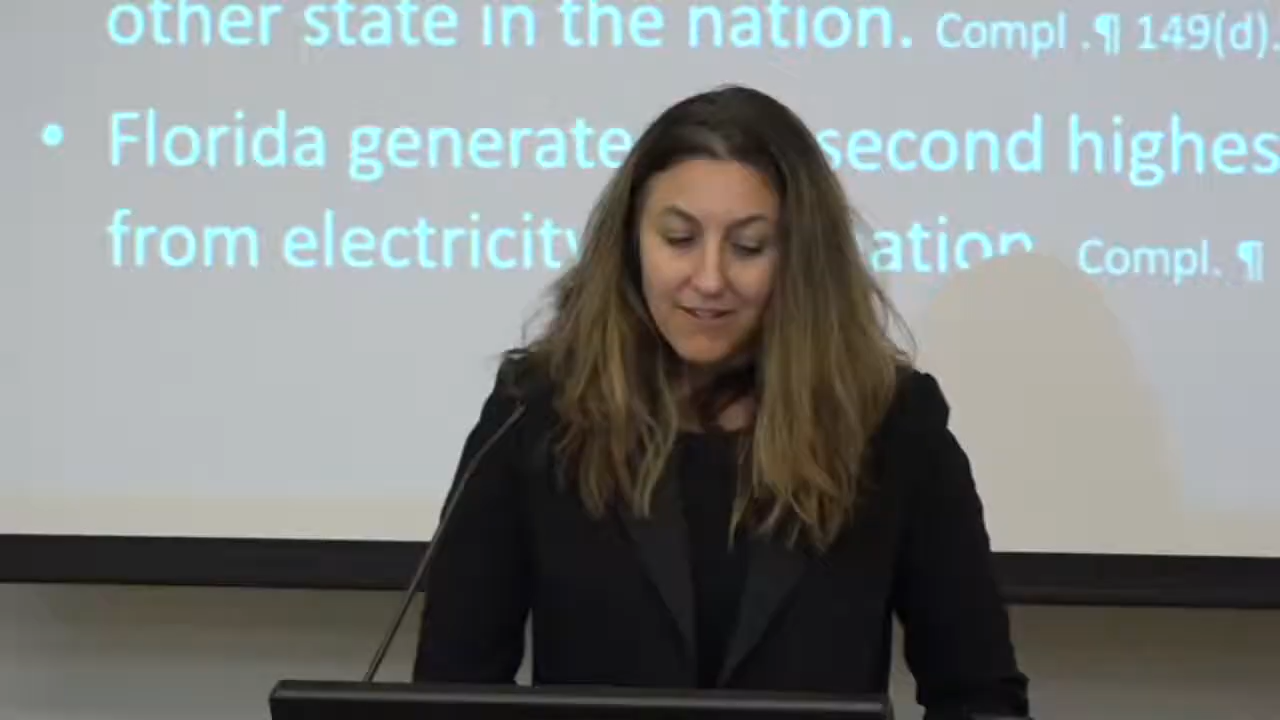 other state in the nation. Compl .¶ 149(d).
• Florida generate second highes
from electricity ation. Compl. ¶